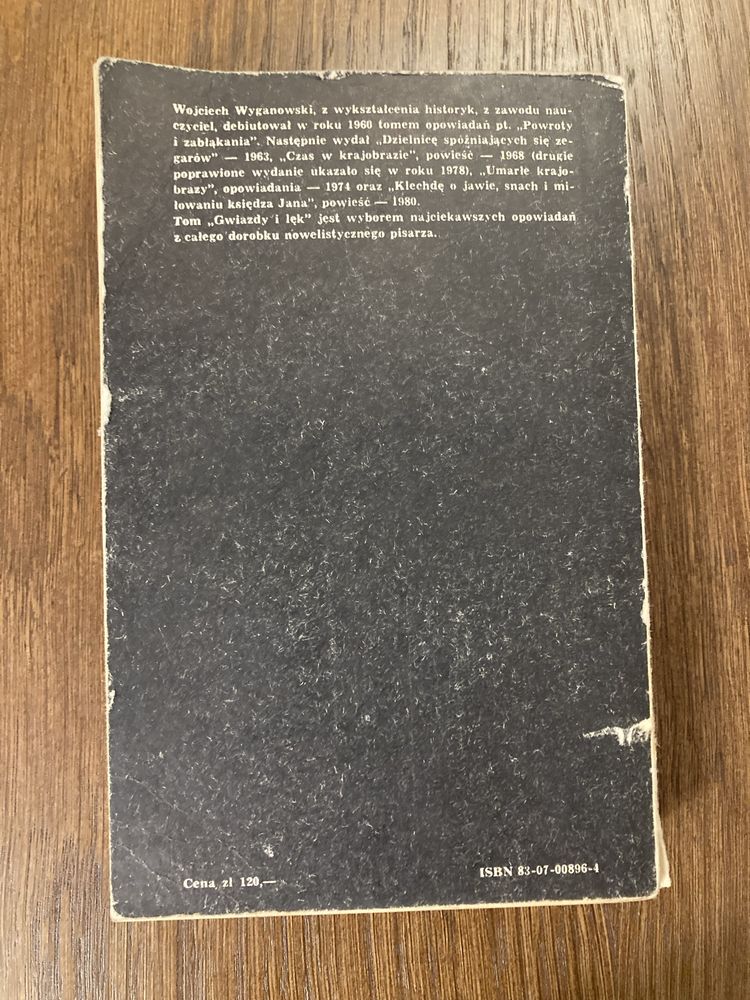 Wojciech Wyganowski, z wykształcenia historyk, z zawodu nau-
czyciel, debiutował w roku 1960 tomem opowiadań pt. „Powroty
i zabłąkania". Następnie wydał „Dzielnicę spóźniających się ze-
garów" — 1963, „Czas w krajobrazie", powieść — 1968 (drugie
poprawione wydanie ukazało się w roku 1978), „Umarłe krajo-
brazy", opowiadania — 1974 oraz „Klechdę o jawie, snach i mi-
łowaniu księdza Jana", powieść — 1980.
Tom „Gwiazdy i lęk" jest wyborem najciekawszych opowiadań
z całego dorobku nowelistycznego pisarza.
Cena zł 120,—
ISBN 83-07-00896-4